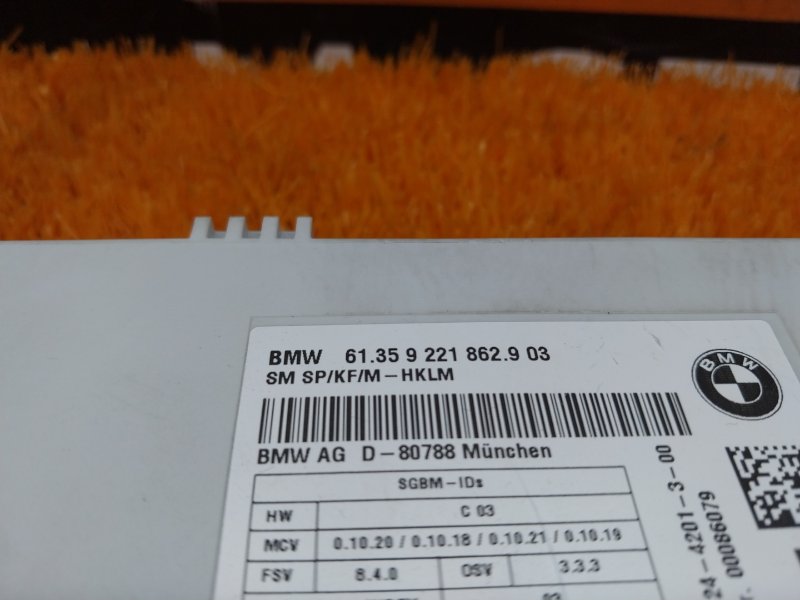 BMW 61.35 9 221 862.9 03
SM SP/KF/M-HKLM
BMW
BMW AG D-80788 München
SGBM-IDs
HW C 03
MCV 0.10.20 / 0.10.18 / 0.10.21 / 0.10.19
FSV 8.4.0 OSV 3.3.3
03
24-4201-3-00
r. 00086079